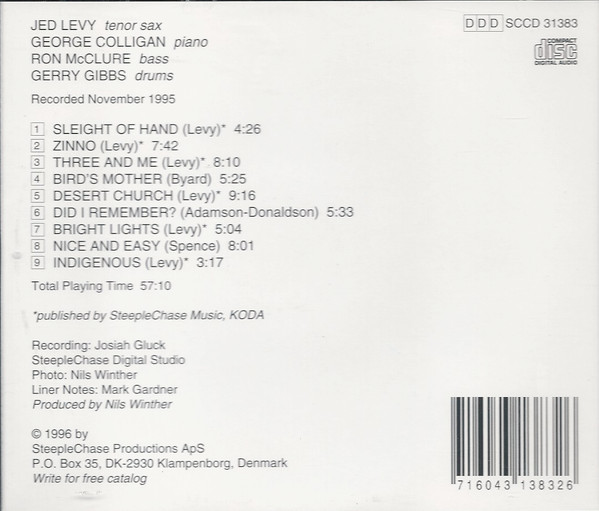 JED LEVY tenor sax
GEORGE COLLIGAN piano
RON McCLURE bass
GERRY GIBBS drums
Recorded November 1995
DDD SCCD 31383
COMPACT
disc
DIGITAL AUDIO
1 SLEIGHT OF HAND (Levy)* 4:26
2 ZINNO (Levy)* 7:42
3 THREE AND ME (Levy)* 8:10
4 BIRD'S MOTHER (Byard) 5:25
5 DESERT CHURCH (Levy)* 9:16
6 DID I REMEMBER? (Adamson-Donaldson) 5:33
7 BRIGHT LIGHTS (Levy)* 5:04
8 NICE AND EASY (Spence) 8:01
9 INDIGENOUS (Levy)* 3:17
Total Playing Time 57:10
*published by SteepleChase Music, KODA
Recording: Josiah Gluck
SteepleChase Digital Studio
Photo: Nils Winther
Liner Notes: Mark Gardner
Produced by Nils Winther
© 1996 by
SteepleChase Productions ApS
P.O. Box 35, DK-2930 Klampenborg, Denmark
Write for free catalog
716043 138326